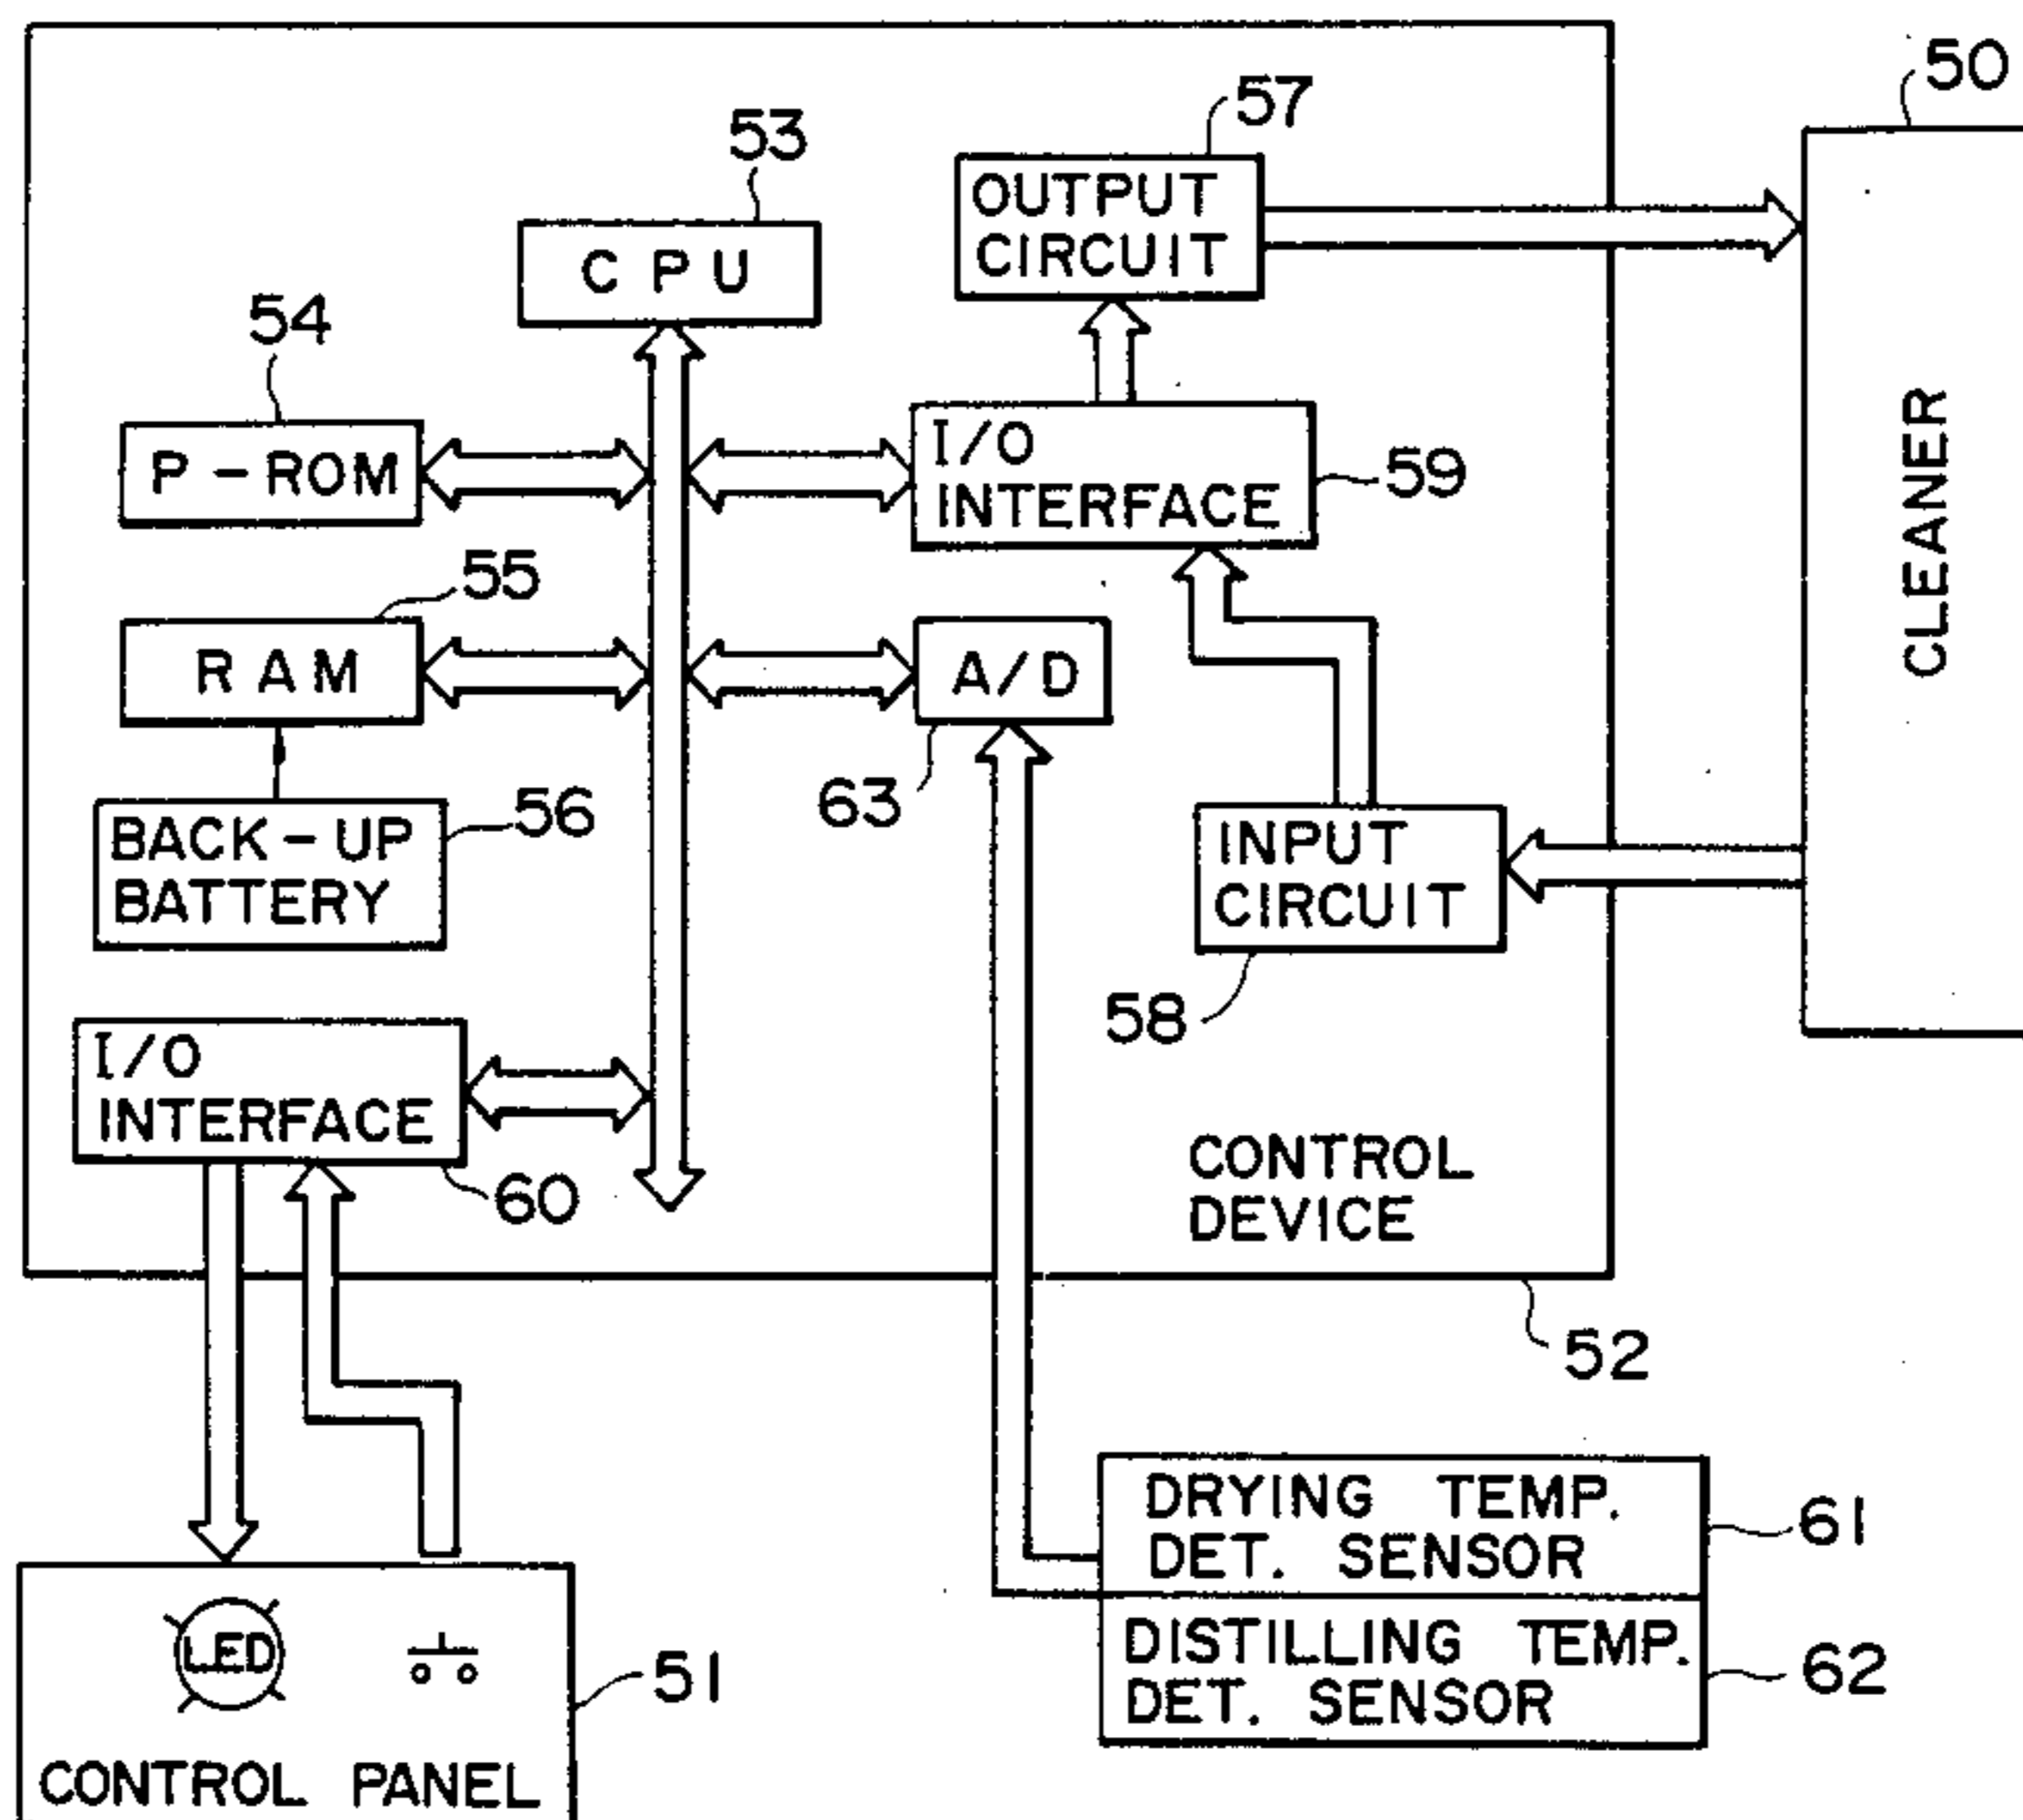 50
57
53
OUTPUT
CIRCUIT
CPU
54
I/O
INTERFACE
59
P-ROM
CLEANER
55
RAM
A/D
56
63
BACK-UP
BATTERY
INPUT
CIRCUIT
58
I/O
INTERFACE
60
CONTROL
DEVICE
52
DRYING TEMP.
DET. SENSOR
61
DISTILLING TEMP.
DET. SENSOR
62
LED
51
CONTROL PANEL